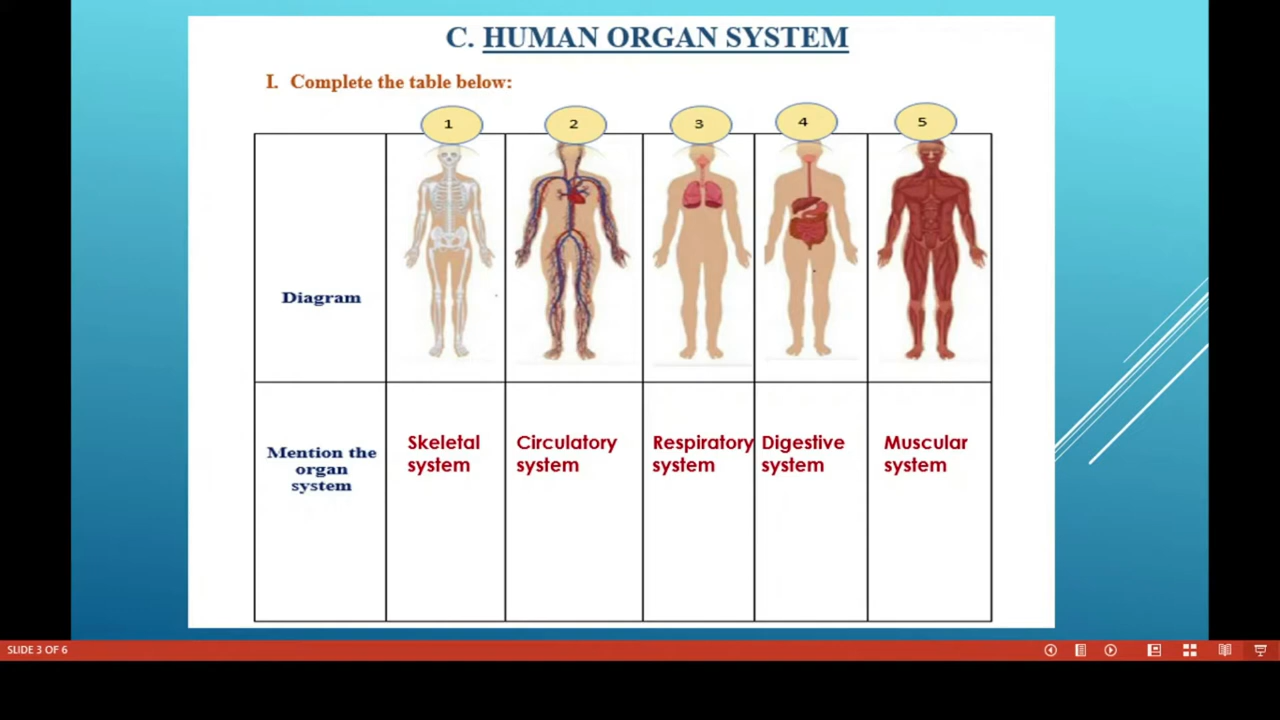 C. HUMAN ORGAN SYSTEM
I. Complete the table below:
1 2 3 4 5
Diagram
Mention the
organ
system
Skeletal
system
Circulatory
system
Respiratory
system
Digestive
system
Muscular
system
SLIDE 3 OF 6